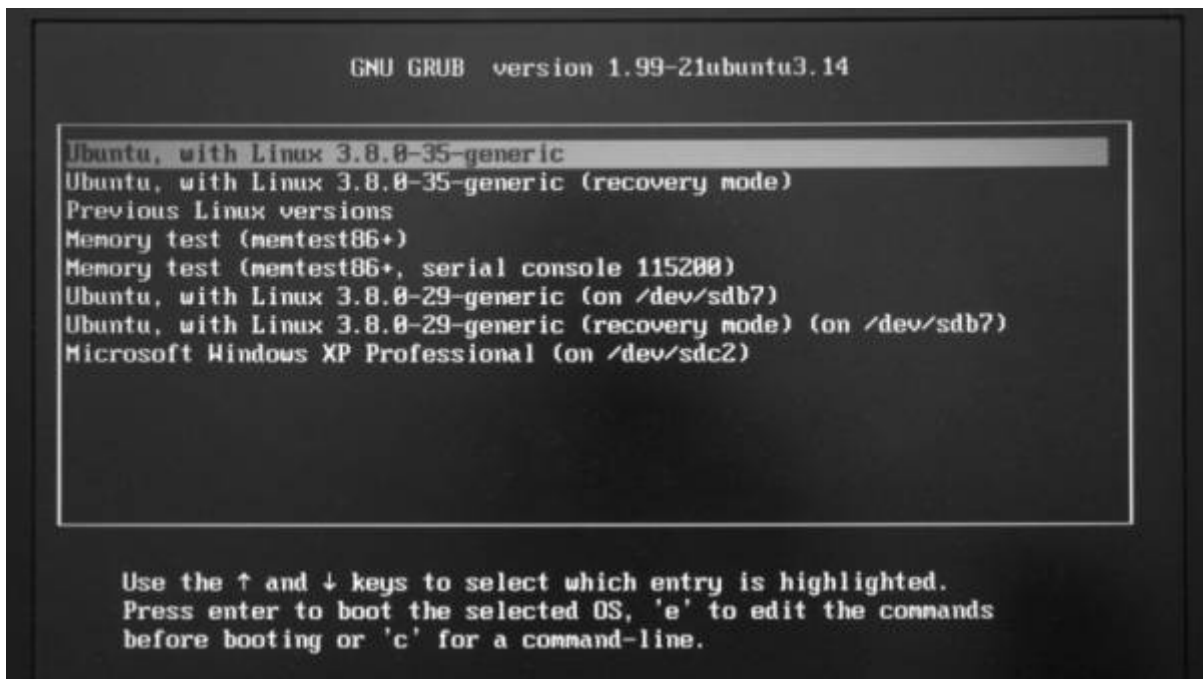 GNU GRUB version 1.99-21ubuntu3.14
Ubuntu, with Linux 3.8.0-35-generic
Ubuntu, with Linux 3.8.0-35-generic (recovery mode)
Previous Linux versions
Memory test (memtest86+)
Memory test (memtest86+, serial console 115200)
Ubuntu, with Linux 3.8.0-29-generic (on /dev/sdb7)
Ubuntu, with Linux 3.8.0-29-generic (recovery mode) (on /dev/sdb7)
Microsoft Windows XP Professional (on /dev/sdc2)
Use the ↑ and ↓ keys to select which entry is highlighted.
Press enter to boot the selected OS, 'e' to edit the commands
before booting or 'c' for a command-line.